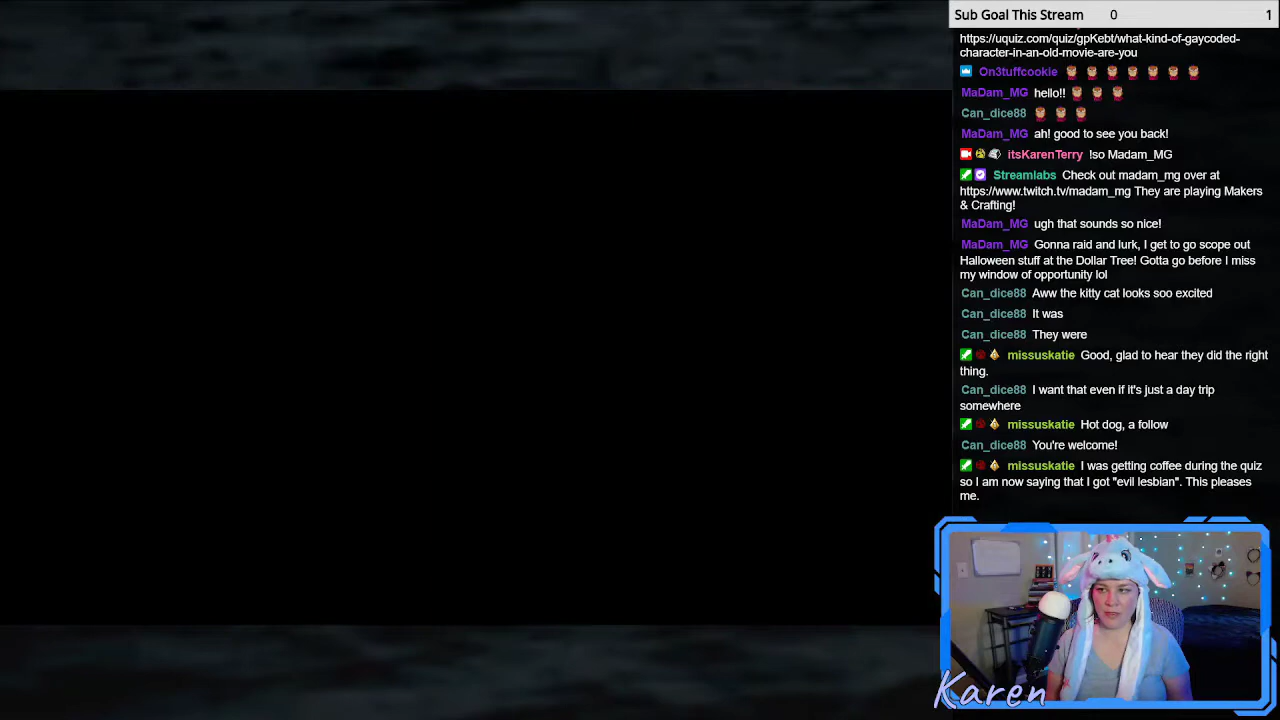 Sub Goal This Stream 0 1
https://uquiz.com/quiz/gpKebt/what-kind-of-gaycoded-
character-in-an-old-movie-are-you
On3tuffcookie
MaDam_MG hello!!
Can_dice88
MaDam_MG ah! good to see you back!
itsKarenTerry !so Madam_MG
Streamlabs Check out madam_mg over at
https://www.twitch.tv/madam_mg They are playing Makers
& Crafting!
MaDam_MG ugh that sounds so nice!
MaDam_MG Gonna raid and lurk, I get to go scope out
Halloween stuff at the Dollar Tree! Gotta go before I miss
my window of opportunity lol
Can_dice88 Aww the kitty cat looks soo excited
Can_dice88 It was
Can_dice88 They were
missuskatie Good, glad to hear they did the right
thing.
Can_dice88 I want that even if it's just a day trip
somewhere
missuskatie Hot dog, a follow
Can_dice88 You're welcome!
missuskatie I was getting coffee during the quiz
so I am now saying that I got "evil lesbian". This pleases
me.
Karen